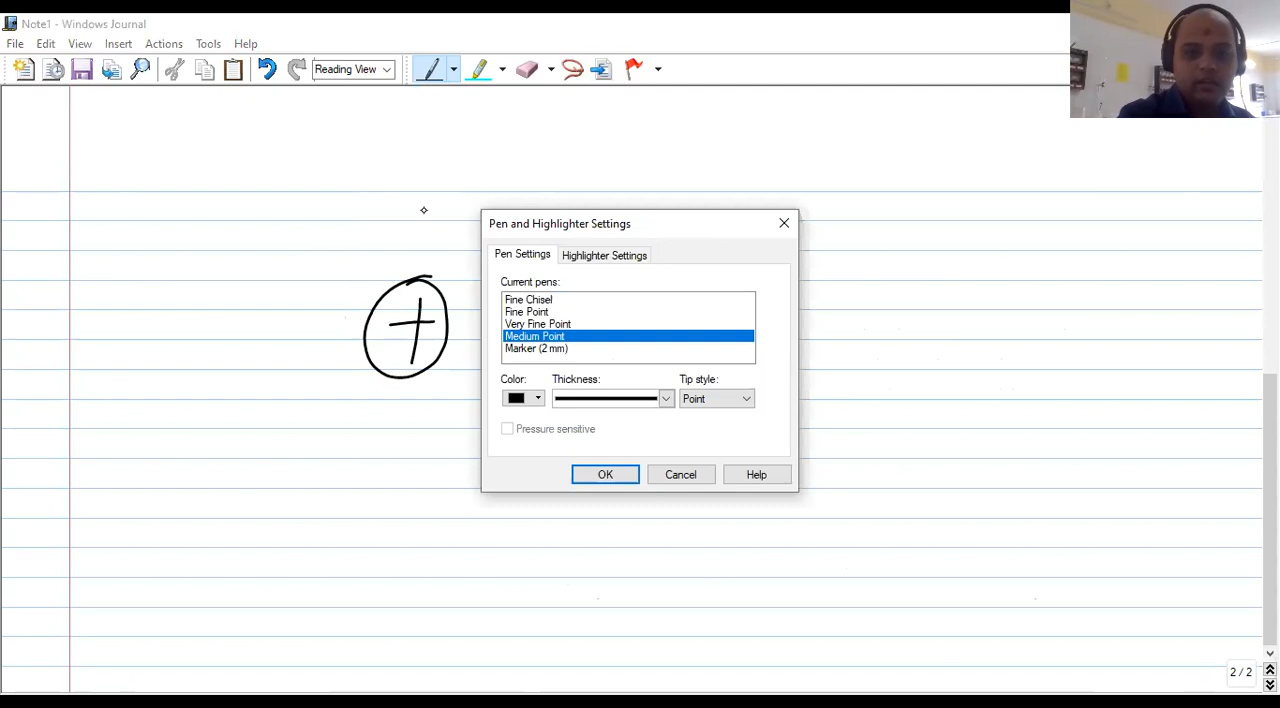 Note1 - Windows Journal
File Edit View Insert Actions Tools Help
Reading View
+
Pen and Highlighter Settings
Pen Settings Highlighter Settings
Current pens:
Fine Chisel
Fine Point
Very Fine Point
Medium Point
Marker (2 mm)
Color: Thickness: Tip style:
Point
Pressure sensitive
OK Cancel Help
2 / 2